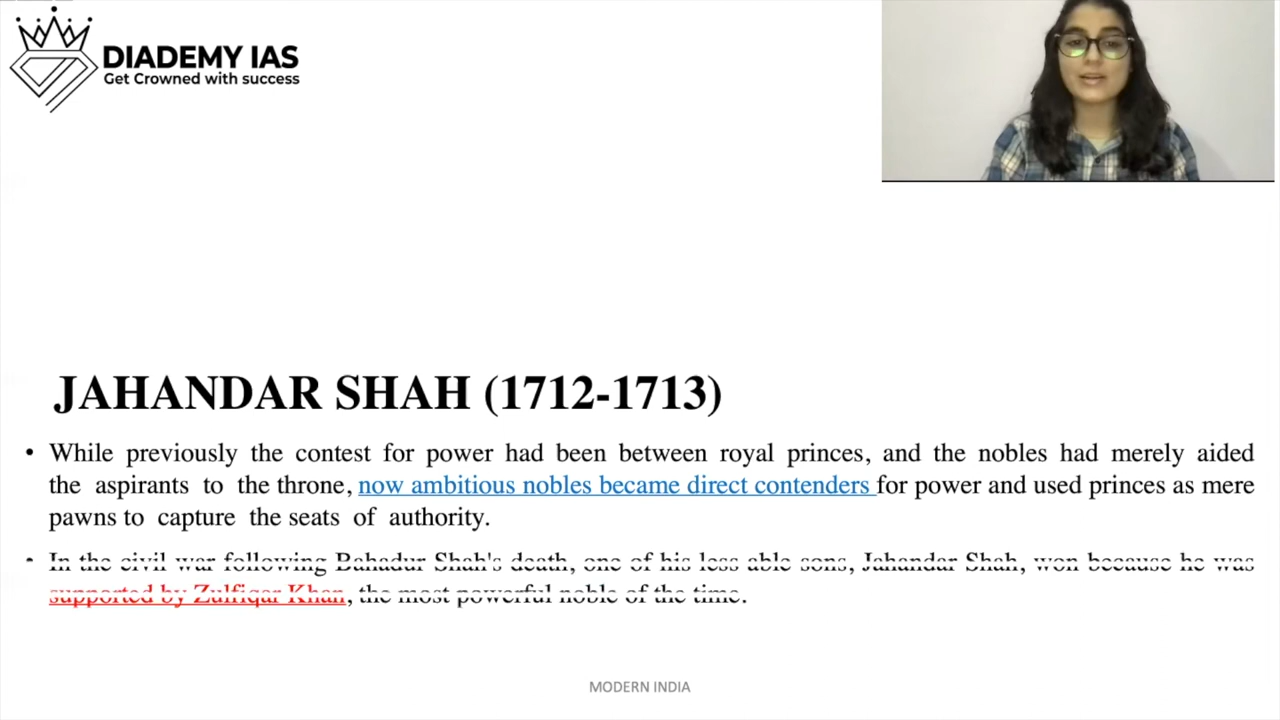 DIADEMY IAS
Get Crowned with success
JAHANDAR SHAH (1712-1713)
• While previously the contest for power had been between royal princes, and the nobles had merely aided
the aspirants to the throne, now ambitious nobles became direct contenders for power and used princes as mere
pawns to capture the seats of authority.
• In the civil war following Bahadur Shah's death, one of his less able sons, Jahandar Shah, won because he was
supported by Zulfiqar Khan, the most powerful noble of the time.
MODERN INDIA